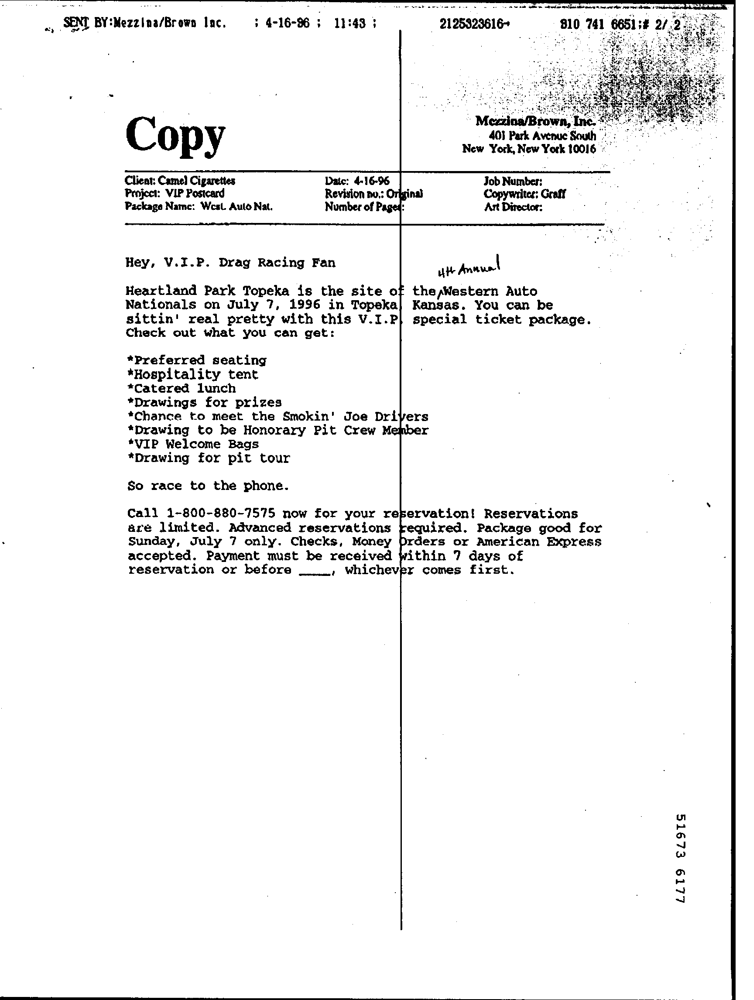 SENT BY:Mezzina/Brown Inc. ; 4-16-96 ; 11:43 ; 2125323616→ 910 741 6651;# 2/ 2
Copy
Mezzina/Brown, Inc.
401 Park Avenue South
New York, New York 10016
Client: Camel Cigarettes Date: 4-16-96 Job Number:
Project: VIP Postcard Revision no.: Original Copywriter: Graff
Package Name: West. Auto Nat. Number of Pages: Art Director:
Hey, V.I.P. Drag Racing Fan
4th Annual
Heartland Park Topeka is the site of the Western Auto
Nationals on July 7, 1996 in Topeka, Kansas. You can be
sittin' real pretty with this V.I.P. special ticket package.
Check out what you can get:
*Preferred seating
*Hospitality tent
*Catered lunch
*Drawings for prizes
*Chance to meet the Smokin' Joe Drivers
*Drawing to be Honorary Pit Crew Member
*VIP Welcome Bags
*Drawing for pit tour
So race to the phone.
Call 1-800-880-7575 now for your reservation! Reservations
are limited. Advanced reservations required. Package good for
Sunday, July 7 only. Checks, Money Orders or American Express
accepted. Payment must be received within 7 days of
reservation or before ____, whichever comes first.
51673 6177